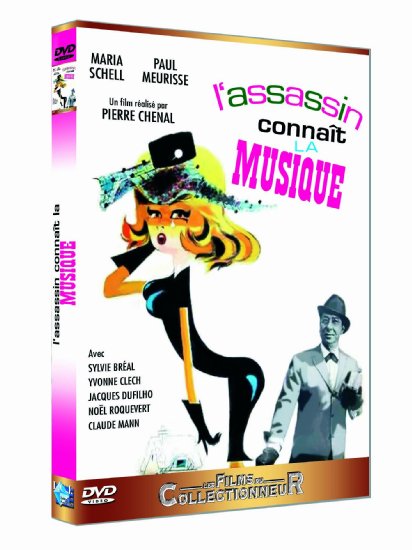 DVD
l'assassin connaît la
MUSIQUE
DVD
VIDEO
MARIA
SCHELL
PAUL
MEURISSE
Un film réalisé par
PIERRE CHENAL
l'assassin
connaît
LA
MUSIQUE
Avec
SYLVIE BRÉAL
YVONNE CLECH
JACQUES DUFILHO
NOËL ROQUEVERT
CLAUDE MANN
LES FILMS DU
COLLECTIONNEUR